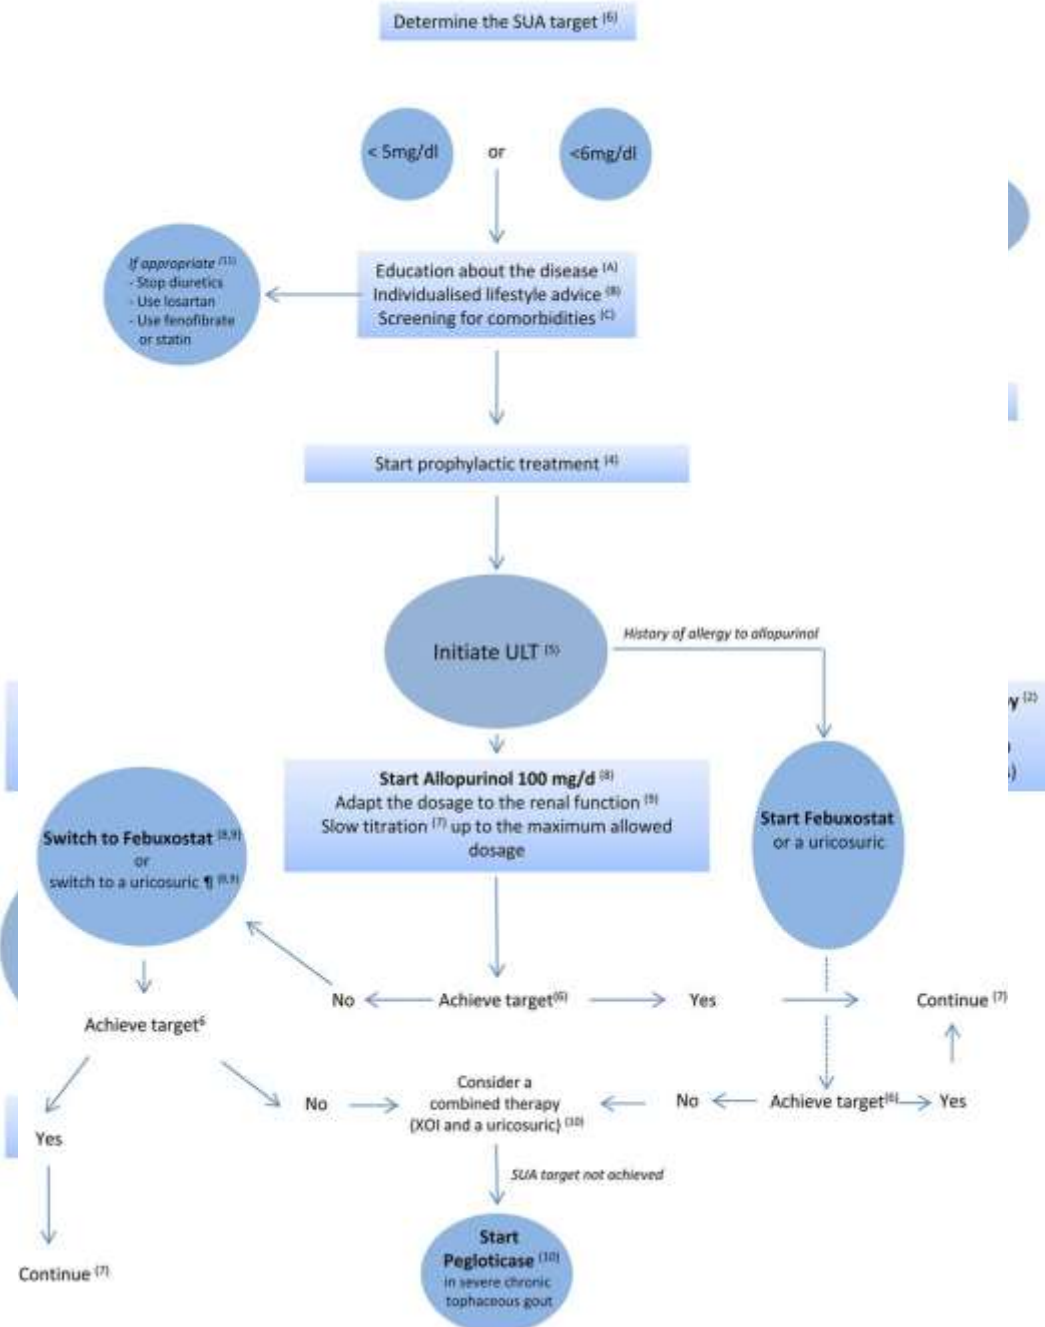 Determine the SUA target (6)
< 5mg/dl
or
<6mg/dl
If appropriate (11)
- Stop diuretics
- Use losartan
- Use fenofibrate
or statin
Education about the disease (A)
Individualised lifestyle advice (B)
Screening for comorbidities (C)
Start prophylactic treatment (4)
Initiate ULT (5)
History of allergy to allopurinol
y (2)
)
s)
Start Allopurinol 100 mg/d (8)
Adapt the dosage to the renal function (9)
Slow titration (7) up to the maximum allowed
dosage
Start Febuxostat
or a uricosuric
Switch to Febuxostat (8,9)
or
switch to a uricosuric ¶ (8,9)
No
Achieve target(6)
Yes
Continue (7)
Achieve target6
No
Consider a
combined therapy
(XOI and a uricosuric) (10)
No
Achieve target(6)
Yes
Yes
SUA target not achieved
Continue (7)
Start
Pegloticase (10)
in severe chronic
tophaceous gout